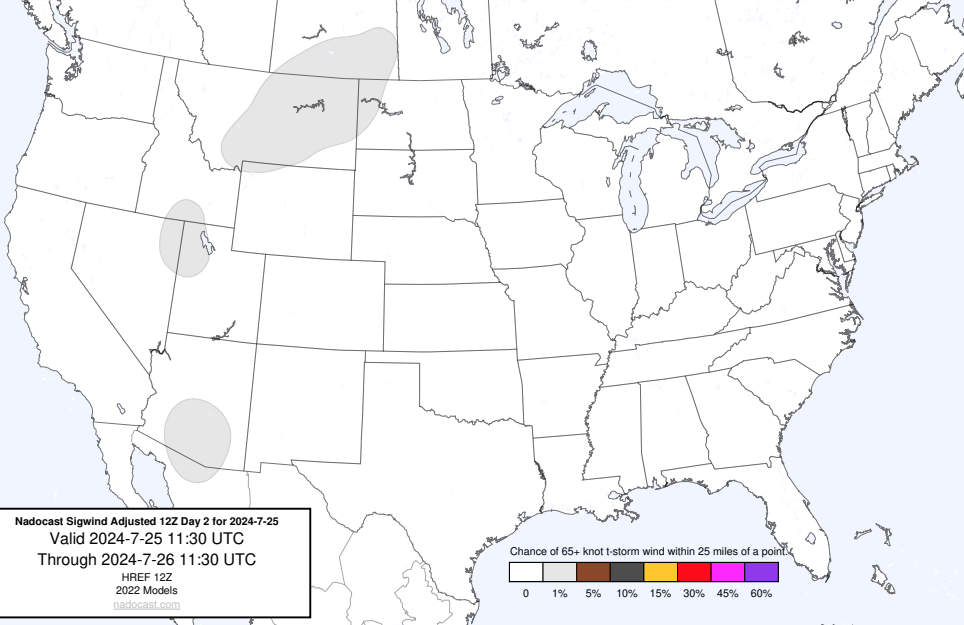 Nadocast Sigwind Adjusted 12Z Day 2 for 2024-7-25
Valid 2024-7-25 11:30 UTC
Through 2024-7-26 11:30 UTC
HREF 12Z
2022 Models
nadocast.com
Chance of 65+ knot t-storm wind within 25 miles of a point.
0 1% 5% 10% 15% 30% 45% 60%